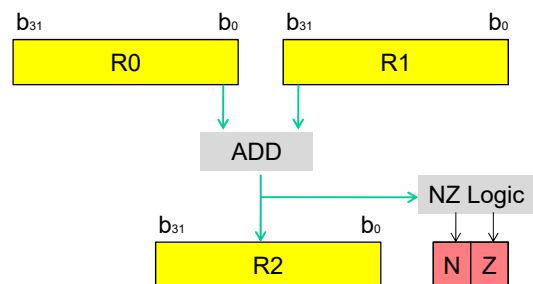 b31 b0 b31 b0
R0 R1
ADD
NZ Logic
b31 b0
R2 N Z